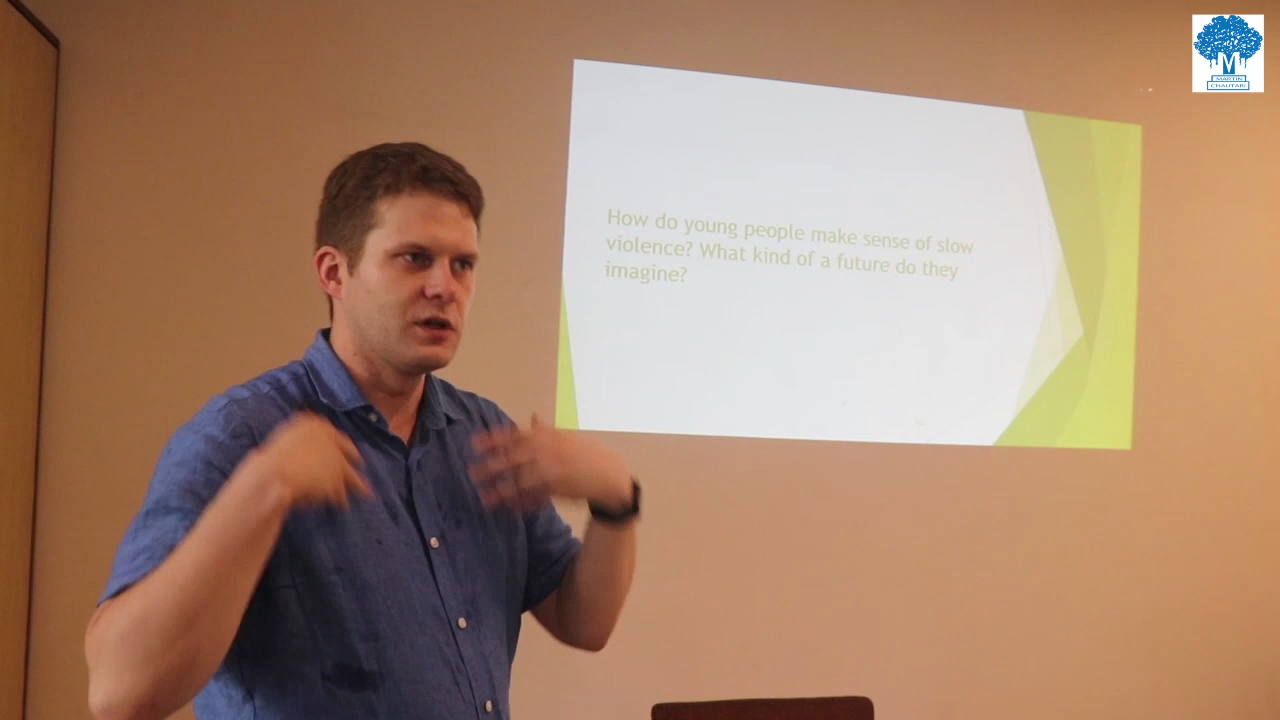 M
MARTIN
CHAUTARI
How do young people make sense of slow
violence? What kind of a future do they
imagine?